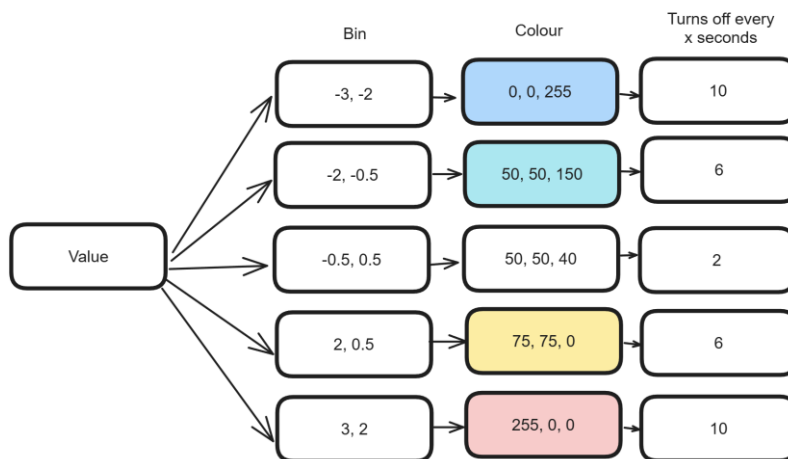 Bin
Colour
Turns off every
x seconds
-3, -2
0, 0, 255
10
-2, -0.5
50, 50, 150
6
Value
-0.5, 0.5
50, 50, 40
2
2, 0.5
75, 75, 0
6
3, 2
255, 0, 0
10